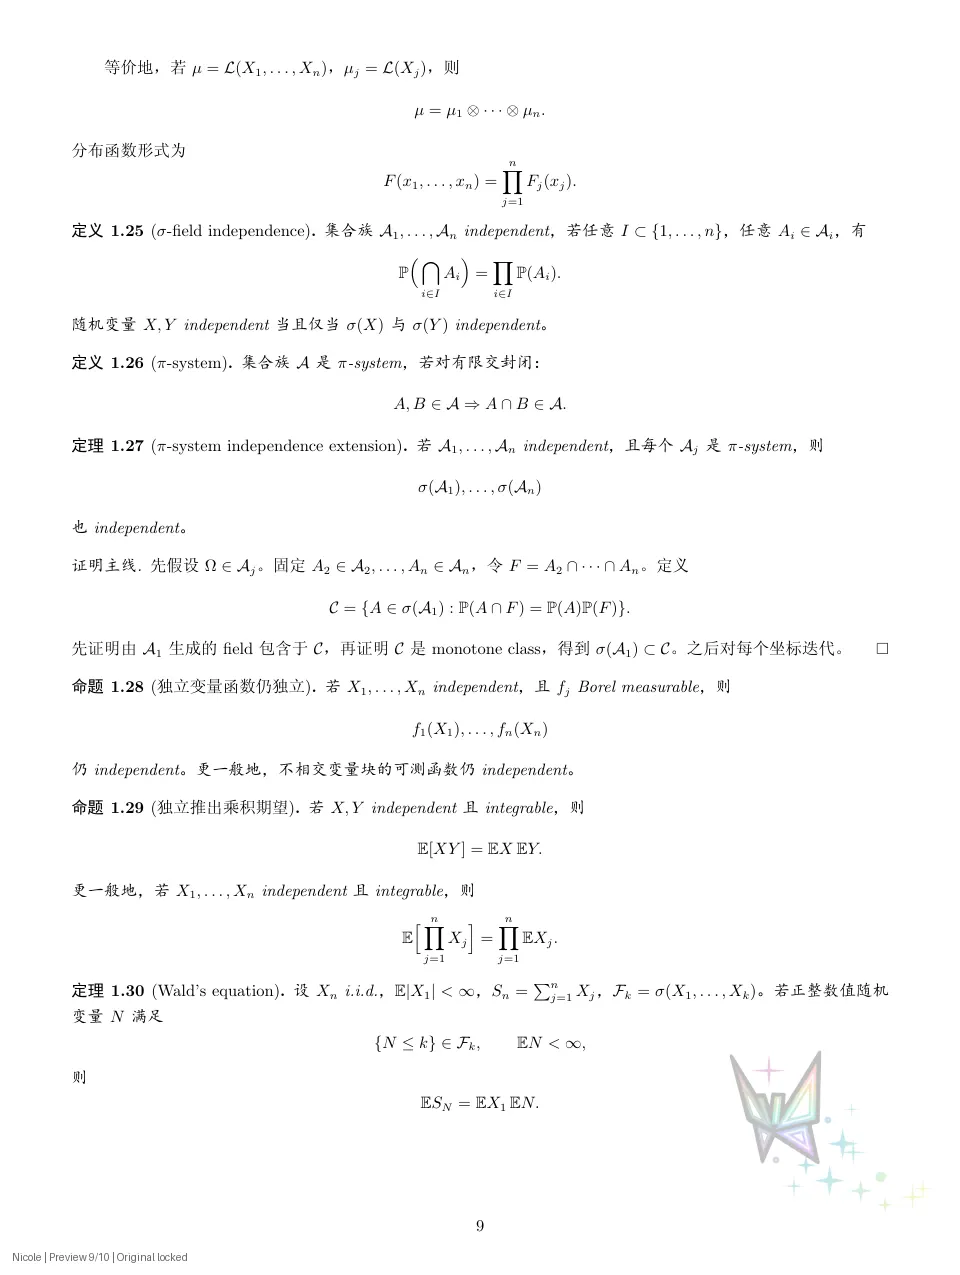 等价地，若 μ = ℒ(X₁, . . . , Xₙ)，μⱼ = ℒ(Xⱼ)，则
μ = μ₁ ⊗ · · · ⊗ μₙ.
分布函数形式为
F(x₁, . . . , xₙ) = ∏_{j=1}^{n} Fⱼ(xⱼ).
定义 1.25 (σ-field independence). 集合族 𝒜₁, . . . , 𝒜ₙ independent，若任意 I ⊂ {1, . . . , n}，任意 Aᵢ ∈ 𝒜ᵢ，有
ℙ(⋂_{i∈I} Aᵢ) = ∏_{i∈I} ℙ(Aᵢ).
随机变量 X, Y independent 当且仅当 σ(X) 与 σ(Y) independent。
定义 1.26 (π-system). 集合族 𝒜 是 π-system，若对有限交封闭：
A, B ∈ 𝒜 ⇒ A ∩ B ∈ 𝒜.
定理 1.27 (π-system independence extension). 若 𝒜₁, . . . , 𝒜ₙ independent，且每个 𝒜ⱼ 是 π-system，则
σ(𝒜₁), . . . , σ(𝒜ₙ)
也 independent。
证明主线. 先假设 Ω ∈ 𝒜ⱼ。固定 A₂ ∈ 𝒜₂, . . . , Aₙ ∈ 𝒜ₙ，令 F = A₂ ∩ · · · ∩ Aₙ。定义
𝒞 = {A ∈ σ(𝒜₁) : ℙ(A ∩ F) = ℙ(A)ℙ(F)}.
先证明由 𝒜₁ 生成的 field 包含于 𝒞，再证明 𝒞 是 monotone class，得到 σ(𝒜₁) ⊂ 𝒞。之后对每个坐标迭代。 □
命题 1.28 (独立变量函数仍独立). 若 X₁, . . . , Xₙ independent，且 fⱼ Borel measurable，则
f₁(X₁), . . . , fₙ(Xₙ)
仍 independent。更一般地，不相交变量块的可测函数仍 independent。
命题 1.29 (独立推出乘积期望). 若 X, Y independent 且 integrable，则
𝔼[XY] = 𝔼X 𝔼Y.
更一般地，若 X₁, . . . , Xₙ independent 且 integrable，则
𝔼[∏_{j=1}^{n} Xⱼ] = ∏_{j=1}^{n} 𝔼Xⱼ.
定理 1.30 (Wald's equation). 设 Xₙ i.i.d.，𝔼|X₁| < ∞，Sₙ = ∑_{j=1}^{n} Xⱼ，ℱₖ = σ(X₁, . . . , Xₖ)。若正整数值随机
变量 N 满足
{N ≤ k} ∈ ℱₖ, 𝔼N < ∞,
则
𝔼S_N = 𝔼X₁ 𝔼N.
9
Nicole | Preview 9/10 | Original locked